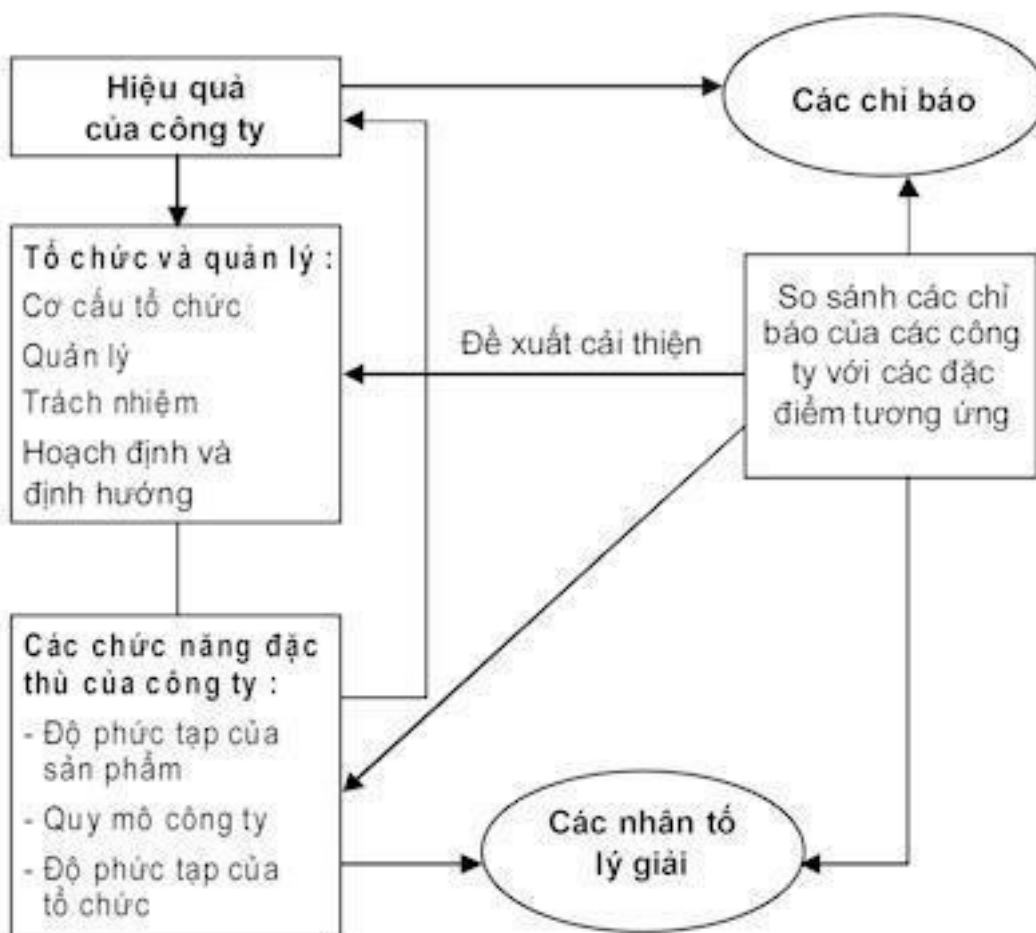 Hiệu quả
của công ty
Các chỉ báo
Tổ chức và quản lý :
Cơ cấu tổ chức
Quản lý
Trách nhiệm
Hoạch định và
định hướng
Đề xuất cải thiện
So sánh các chỉ
báo của các công
ty với các đặc
điểm tương ứng
Các chức năng đặc
thù của công ty :
- Độ phức tạp của
sản phẩm
- Quy mô công ty
- Độ phức tạp của
tổ chức
Các nhân tố
lý giải